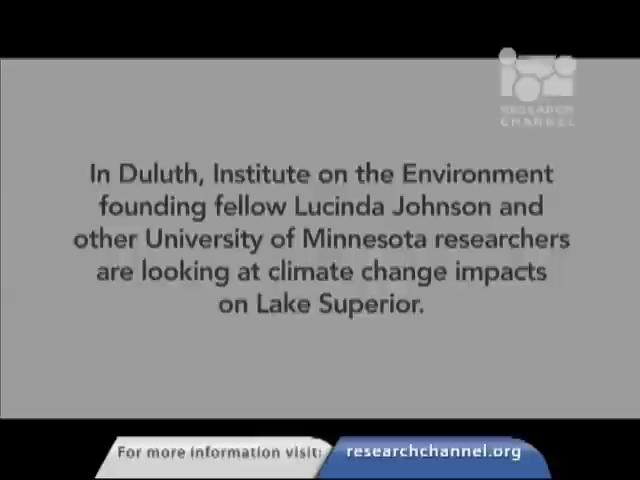 RESEARCH
CHANNEL
In Duluth, Institute on the Environment
founding fellow Lucinda Johnson and
other University of Minnesota researchers
are looking at climate change impacts
on Lake Superior.
For more information visit: researchchannel.org